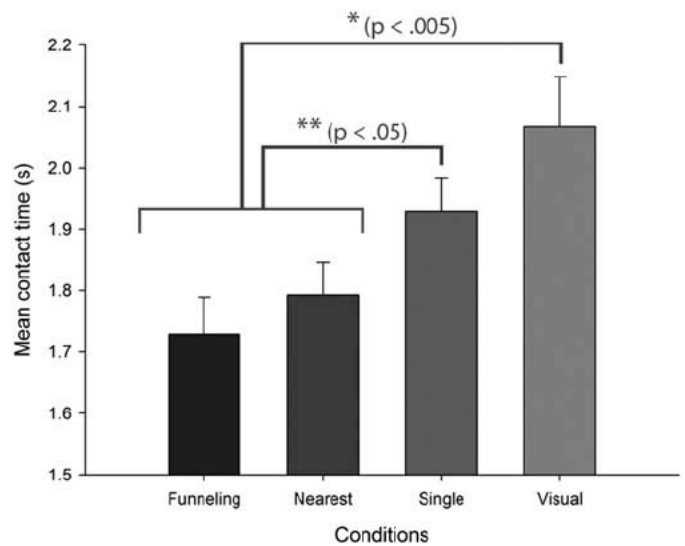 * (p < .005)
** (p < .05)
Mean contact time (s)
2.2
2.1
2.0
1.9
1.8
1.7
1.6
1.5
Funneling Nearest Single Visual
Conditions